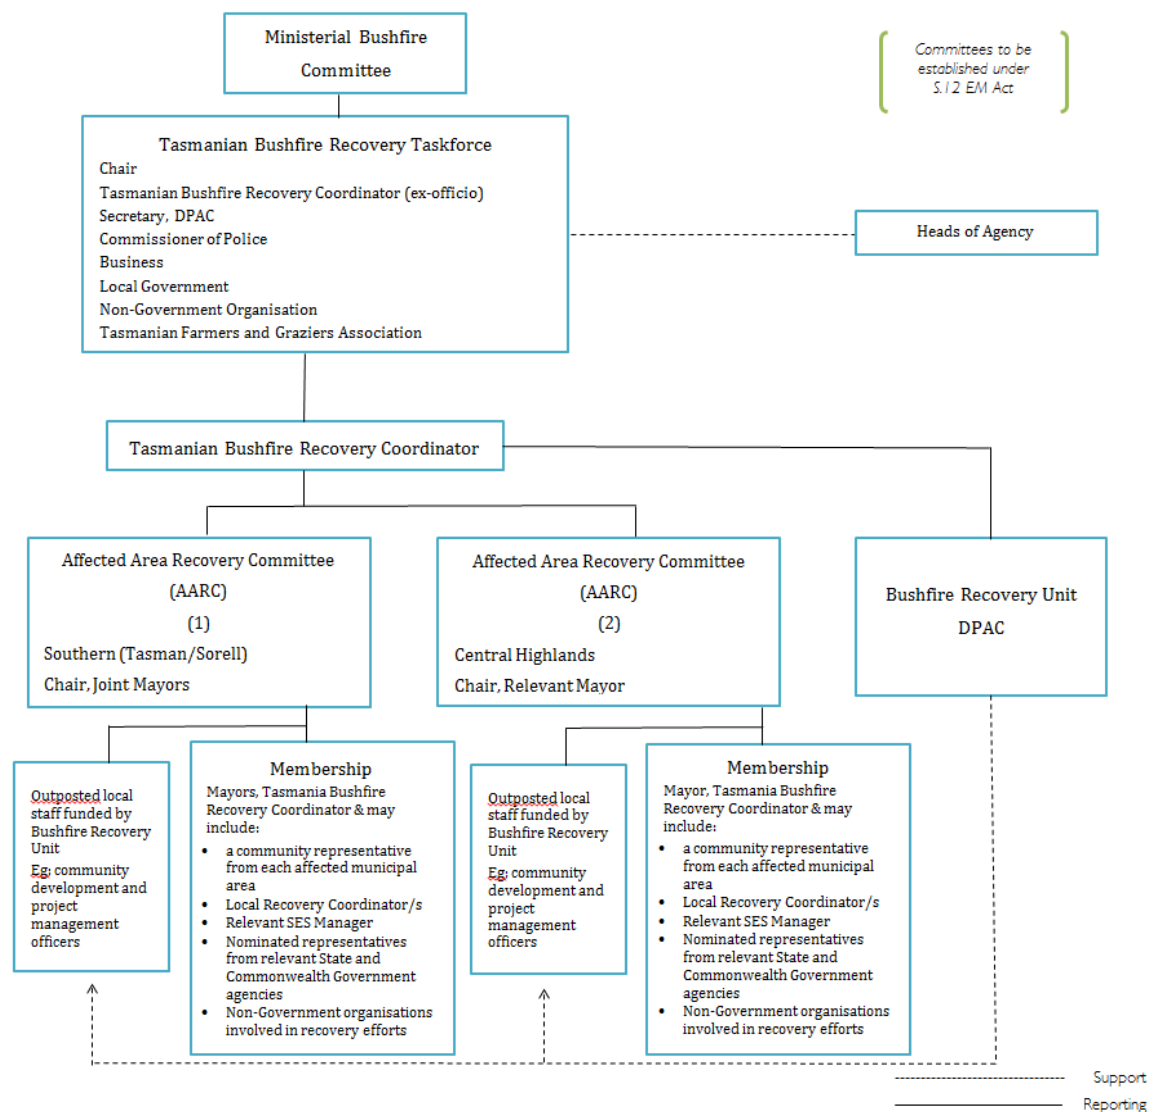 Ministerial Bushfire
Committee
Committees to be
established under
S.12 EM Act
Tasmanian Bushfire Recovery Taskforce
Chair
Tasmanian Bushfire Recovery Coordinator (ex-officio)
Secretary, DPAC
Commissioner of Police
Business
Local Government
Non-Government Organisation
Tasmanian Farmers and Graziers Association
Heads of Agency
Tasmanian Bushfire Recovery Coordinator
Affected Area Recovery Committee
(AARC)
(1)
Southern (Tasman/Sorell)
Chair, Joint Mayors
Affected Area Recovery Committee
(AARC)
(2)
Central Highlands
Chair, Relevant Mayor
Bushfire Recovery Unit
DPAC
Outposted local
staff funded by
Bushfire Recovery
Unit
Eg: community
development and
project
management
officers
Membership
Mayors, Tasmania Bushfire
Recovery Coordinator & may
include:
• a community representative
from each affected municipal
area
• Local Recovery Coordinator/s
• Relevant SES Manager
• Nominated representatives
from relevant State and
Commonwealth Government
agencies
• Non-Government organisations
involved in recovery efforts
Outposted local
staff funded by
Bushfire Recovery
Unit
Eg: community
development and
project
management
officers
Membership
Mayor, Tasmania Bushfire
Recovery Coordinator & may
include:
• a community representative
from each affected municipal
area
• Local Recovery Coordinator/s
• Relevant SES Manager
• Nominated representatives
from relevant State and
Commonwealth Government
agencies
• Non-Government organisations
involved in recovery efforts
Support
Reporting